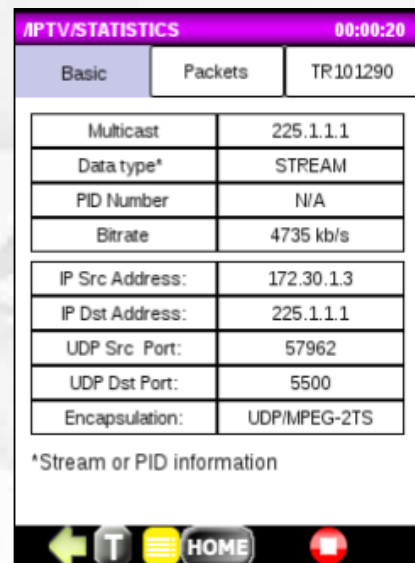 /IPTV/STATISTICS 00:00:20
Basic Packets TR101290
Multicast 225.1.1.1
Data type* STREAM
PID Number N/A
Bitrate 4735 kb/s
IP Src Address: 172.30.1.3
IP Dst Address: 225.1.1.1
UDP Src Port: 57962
UDP Dst Port: 5500
Encapsulation: UDP/MPEG-2TS
*Stream or PID information
T HOME